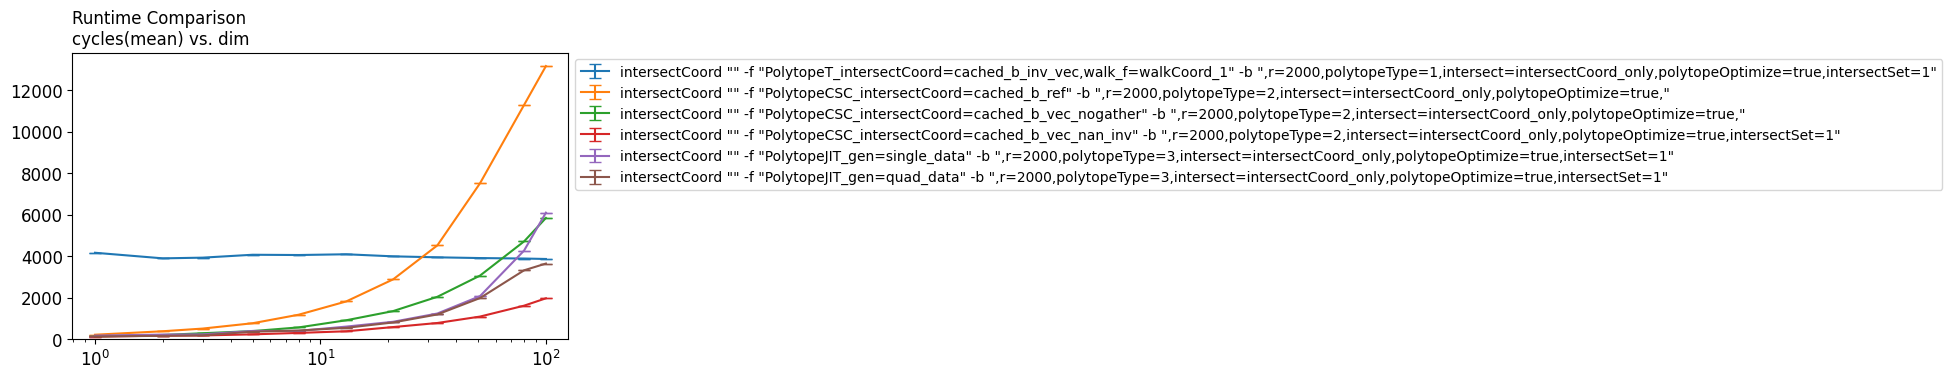 Runtime Comparison
cycles(mean) vs. dim
12000
10000
8000
6000
4000
2000
0
10^0
10^1
10^2
intersectCoord "" -f "PolytopeT_intersectCoord=cached_b_inv_vec,walk_f=walkCoord_1" -b ",r=2000,polytopeType=1,intersect=intersectCoord_only,polytopeOptimize=true,intersectSet=1"
intersectCoord "" -f "PolytopeCSC_intersectCoord=cached_b_ref" -b ",r=2000,polytopeType=2,intersect=intersectCoord_only,polytopeOptimize=true,"
intersectCoord "" -f "PolytopeCSC_intersectCoord=cached_b_vec_nogather" -b ",r=2000,polytopeType=2,intersect=intersectCoord_only,polytopeOptimize=true,"
intersectCoord "" -f "PolytopeCSC_intersectCoord=cached_b_vec_nan_inv" -b ",r=2000,polytopeType=2,intersect=intersectCoord_only,polytopeOptimize=true,intersectSet=1"
intersectCoord "" -f "PolytopeJIT_gen=single_data" -b ",r=2000,polytopeType=3,intersect=intersectCoord_only,polytopeOptimize=true,intersectSet=1"
intersectCoord "" -f "PolytopeJIT_gen=quad_data" -b ",r=2000,polytopeType=3,intersect=intersectCoord_only,polytopeOptimize=true,intersectSet=1"